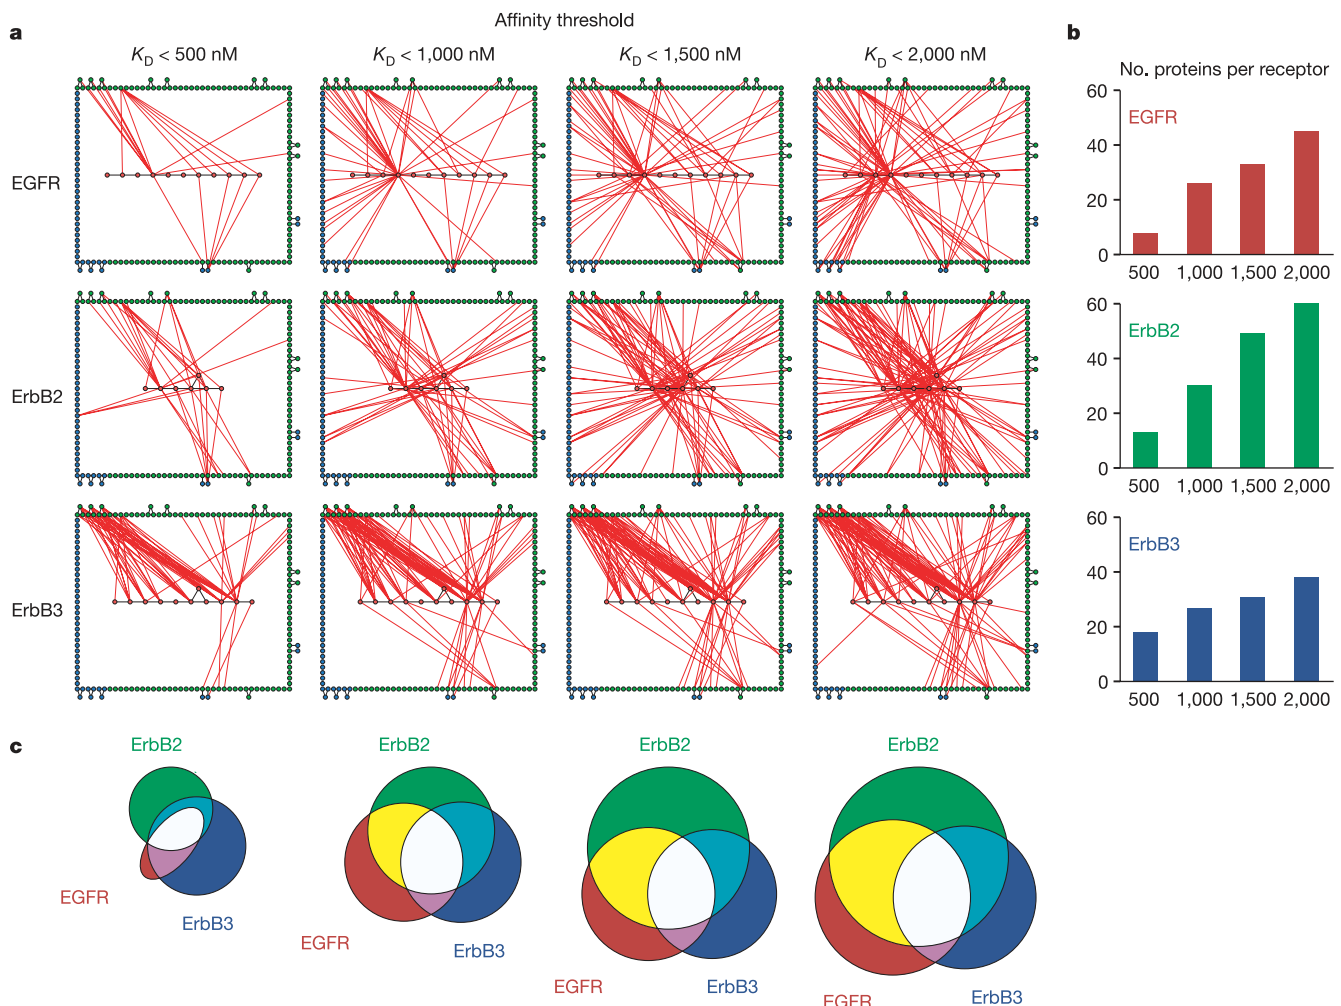 a
Affinity threshold
K_D < 500 nM
K_D < 1,000 nM
K_D < 1,500 nM
K_D < 2,000 nM
EGFR
ErbB2
ErbB3
b
No. proteins per receptor
60
EGFR
40
20
0
500 1,000 1,500 2,000
60
ErbB2
40
20
0
500 1,000 1,500 2,000
60
ErbB3
40
20
0
500 1,000 1,500 2,000
c
ErbB2
EGFR
ErbB3
ErbB2
EGFR
ErbB3
ErbB2
EGFR
ErbB3
ErbB2
EGFR
ErbB3